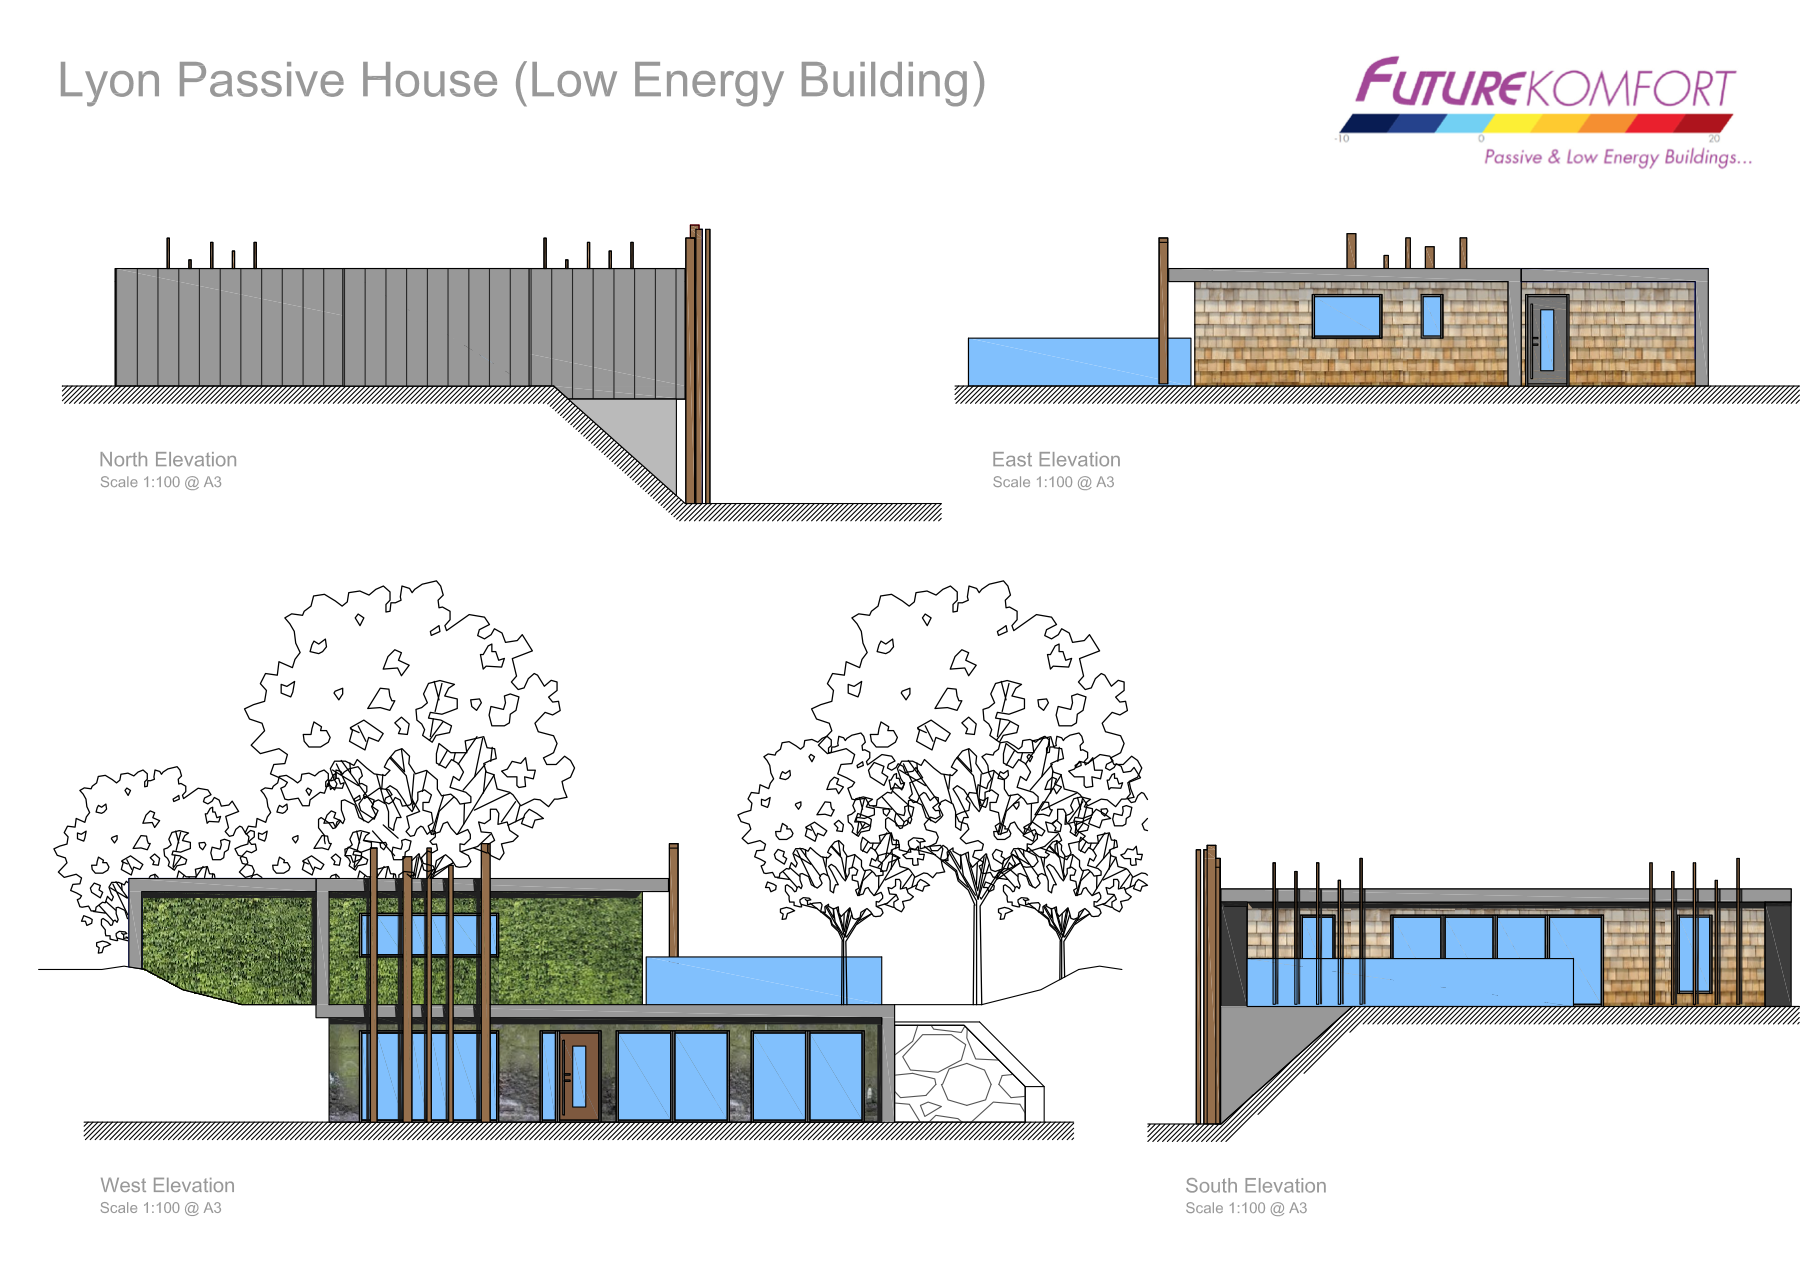 Lyon Passive House (Low Energy Building)
FUTUREKOMFORT
-10 0 20
Passive & Low Energy Buildings...
North Elevation
Scale 1:100 @ A3
East Elevation
Scale 1:100 @ A3
West Elevation
Scale 1:100 @ A3
South Elevation
Scale 1:100 @ A3